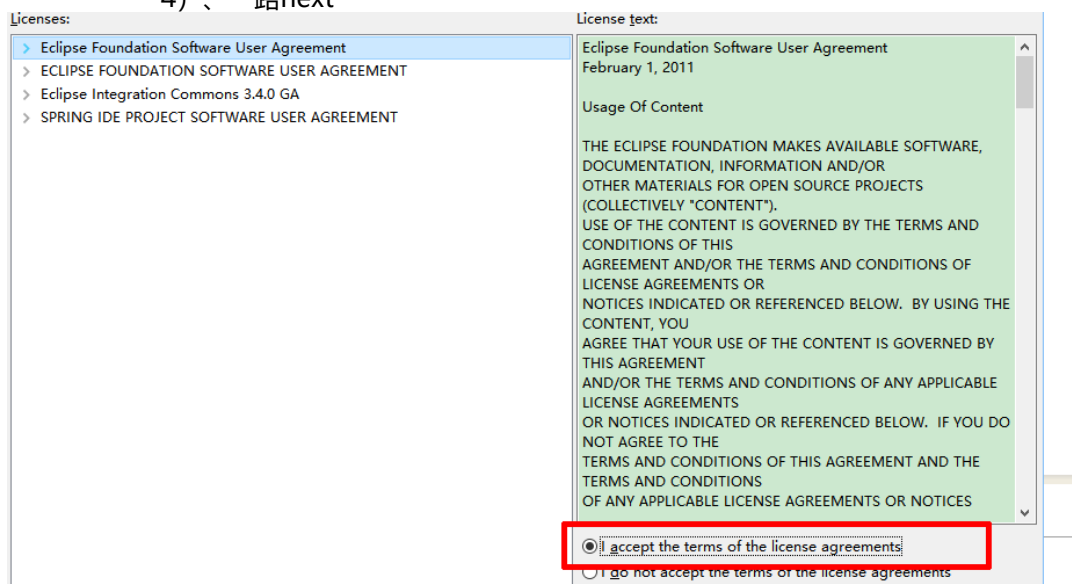 4）、一路next
Licenses:
Eclipse Foundation Software User Agreement
ECLIPSE FOUNDATION SOFTWARE USER AGREEMENT
Eclipse Integration Commons 3.4.0 GA
SPRING IDE PROJECT SOFTWARE USER AGREEMENT
License text:
Eclipse Foundation Software User Agreement
February 1, 2011
Usage Of Content
THE ECLIPSE FOUNDATION MAKES AVAILABLE SOFTWARE,
DOCUMENTATION, INFORMATION AND/OR
OTHER MATERIALS FOR OPEN SOURCE PROJECTS
(COLLECTIVELY "CONTENT").
USE OF THE CONTENT IS GOVERNED BY THE TERMS AND
CONDITIONS OF THIS
AGREEMENT AND/OR THE TERMS AND CONDITIONS OF
LICENSE AGREEMENTS OR
NOTICES INDICATED OR REFERENCED BELOW.  BY USING THE
CONTENT, YOU
AGREE THAT YOUR USE OF THE CONTENT IS GOVERNED BY
THIS AGREEMENT
AND/OR THE TERMS AND CONDITIONS OF ANY APPLICABLE
LICENSE AGREEMENTS
OR NOTICES INDICATED OR REFERENCED BELOW.  IF YOU DO
NOT AGREE TO THE
TERMS AND CONDITIONS OF THIS AGREEMENT AND THE
TERMS AND CONDITIONS
OF ANY APPLICABLE LICENSE AGREEMENTS OR NOTICES
I accept the terms of the license agreements
I do not accept the terms of the license agreements